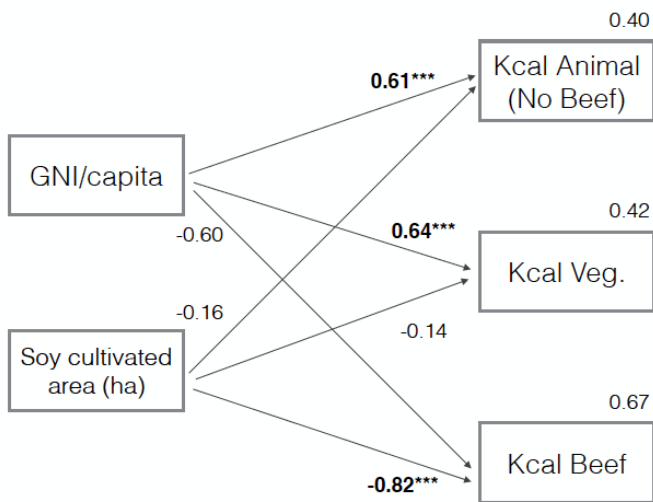 0.40
Kcal Animal
(No Beef)
0.61***
GNI/capita
0.42
0.64***
-0.60
Kcal Veg.
-0.16
-0.14
Soy cultivated
area (ha)
0.67
Kcal Beef
-0.82***